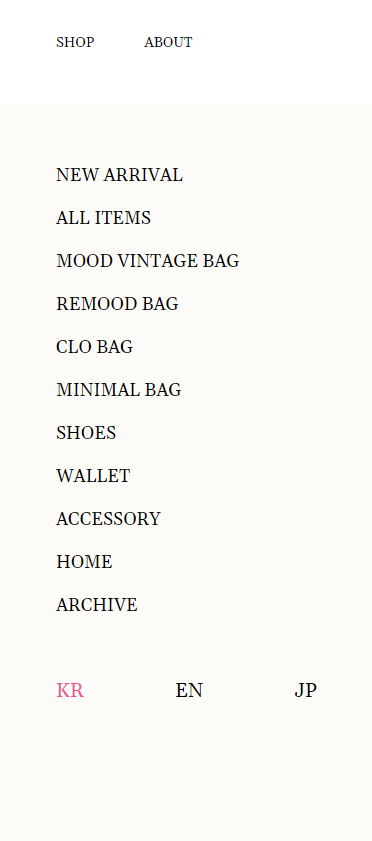 SHOP ABOUT
NEW ARRIVAL
ALL ITEMS
MOOD VINTAGE BAG
REMOOD BAG
CLO BAG
MINIMAL BAG
SHOES
WALLET
ACCESSORY
HOME
ARCHIVE
KR EN JP